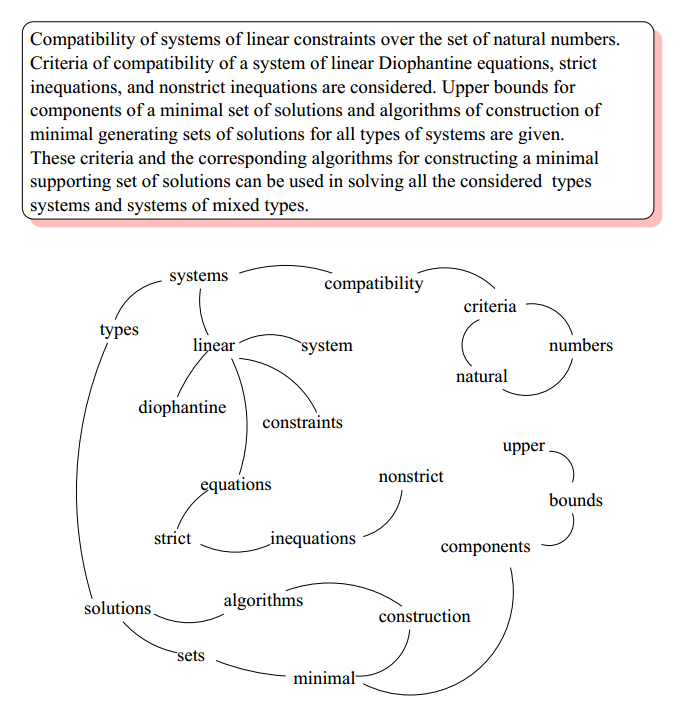 Compatibility of systems of linear constraints over the set of natural numbers.
Criteria of compatibility of a system of linear Diophantine equations, strict
inequations, and nonstrict inequations are considered. Upper bounds for
components of a minimal set of solutions and algorithms of construction of
minimal generating sets of solutions for all types of systems are given.
These criteria and the corresponding algorithms for constructing a minimal
supporting set of solutions can be used in solving all the considered types
systems and systems of mixed types.
systems
compatibility
criteria
types
linear
system
numbers
natural
diophantine
constraints
upper
equations
nonstrict
bounds
strict
inequations
components
solutions
algorithms
construction
sets
minimal